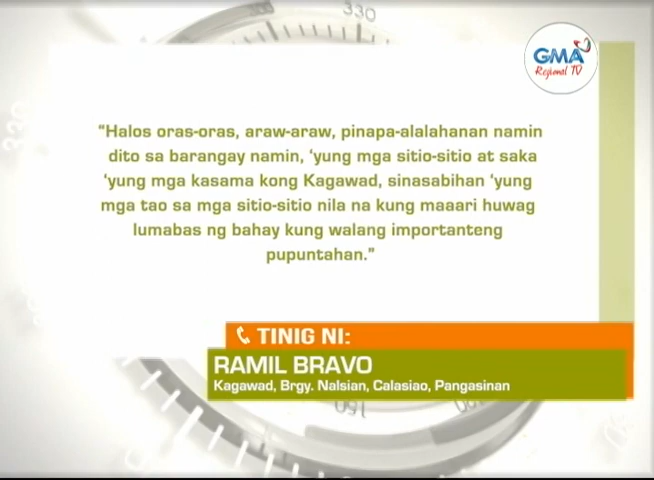 330
GMA
Regional TV
“Halos oras-oras, araw-araw, pinapa-alalahanan namin
dito sa barangay namin, ‘yung mga sitio-sitio at saka
‘yung mga kasama kong Kagawad, sinasabihan ‘yung
mga tao sa mga sitio-sitio nila na kung maaari huwag
lumabas ng bahay kung walang importanteng
pupuntahan.”
TINIG NI:
RAMIL BRAVO
Kagawad, Brgy. Nalsian, Calasiao, Pangasinan
150